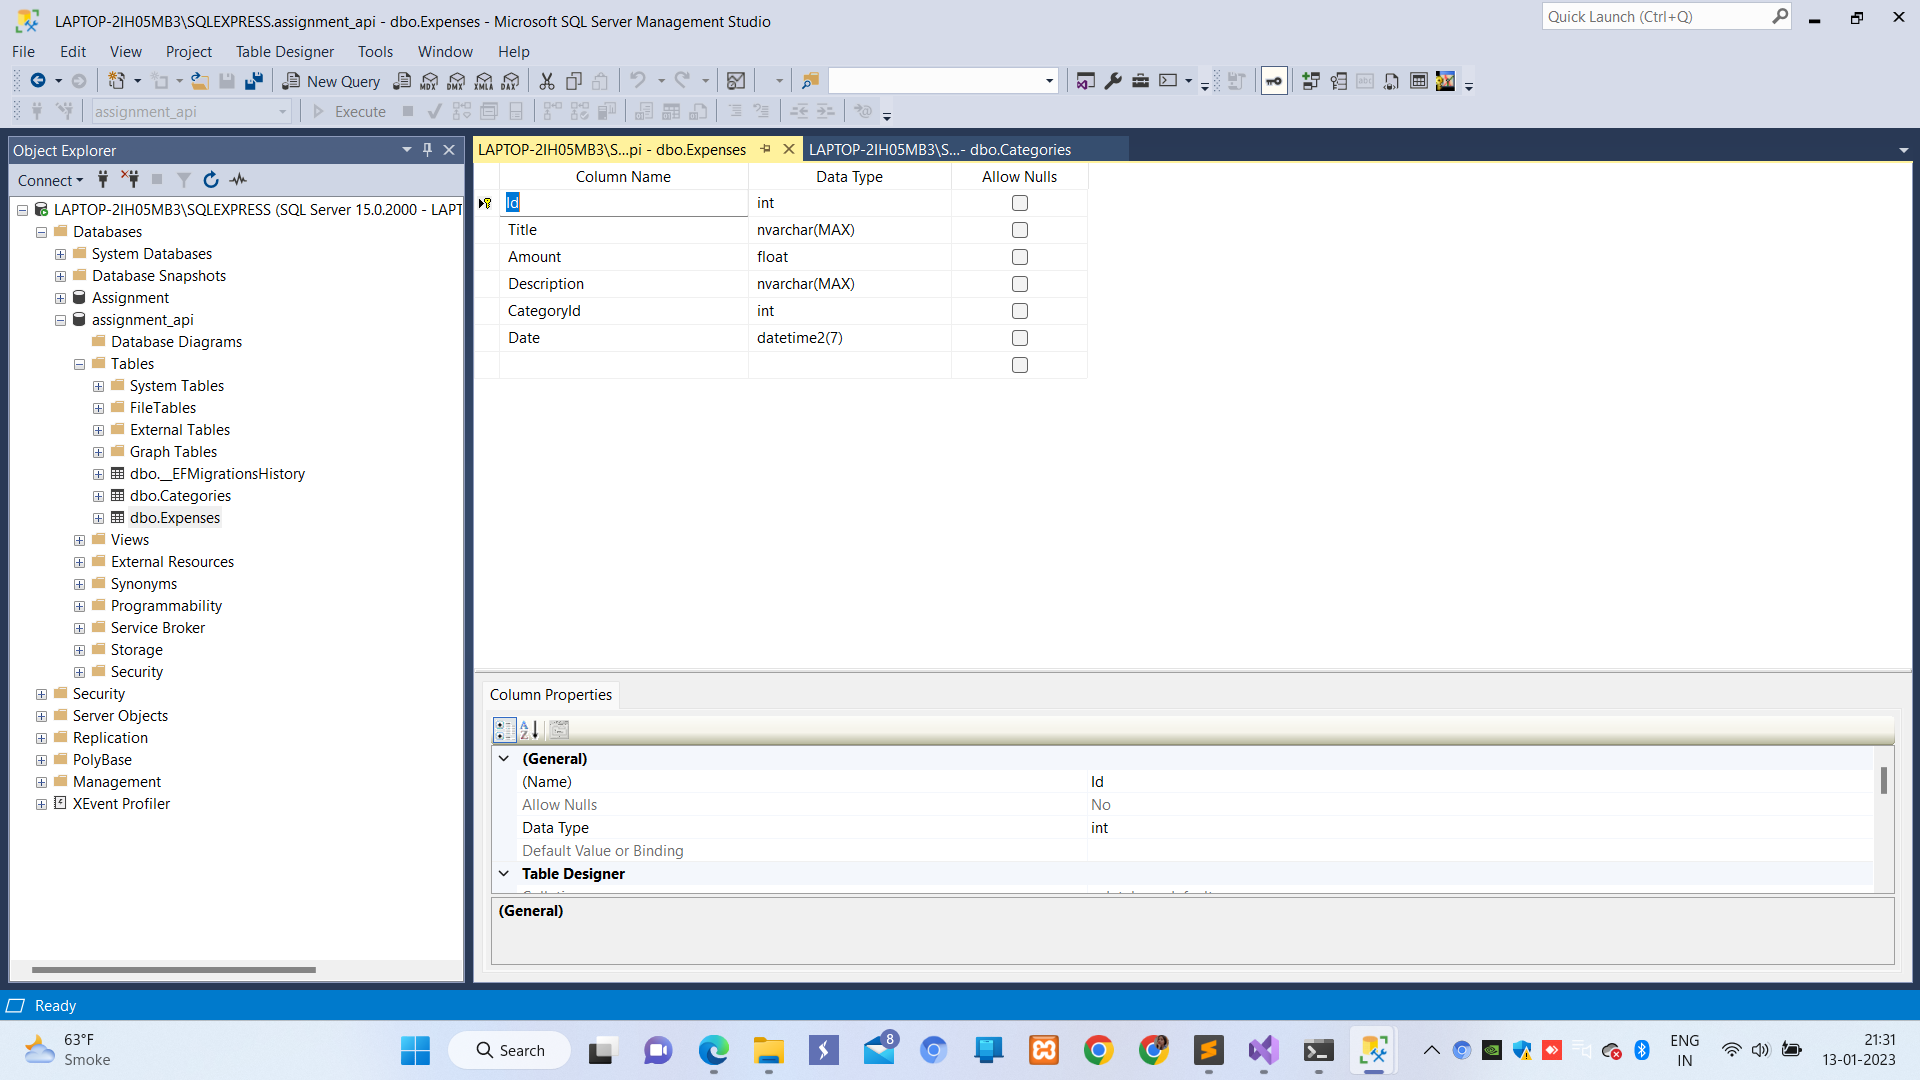 LAPTOP-2IH05MB3\SQLEXPRESS.assignment_api - dbo.Expenses - Microsoft SQL Server Management Studio
Quick Launch (Ctrl+Q)
File Edit View Project Table Designer Tools Window Help
New Query
MDX DMX XMLA DAX
assignment_api
Execute
Object Explorer
LAPTOP-2IH05MB3\S...pi - dbo.Expenses
LAPTOP-2IH05MB3\S...- dbo.Categories
Connect
LAPTOP-2IH05MB3\SQLEXPRESS (SQL Server 15.0.2000 - LAPT
Databases
System Databases
Database Snapshots
Assignment
assignment_api
Database Diagrams
Tables
System Tables
FileTables
External Tables
Graph Tables
dbo.__EFMigrationsHistory
dbo.Categories
dbo.Expenses
Views
External Resources
Synonyms
Programmability
Service Broker
Storage
Security
Security
Server Objects
Replication
PolyBase
Management
XEvent Profiler
Column Name Data Type Allow Nulls
Id int
Title nvarchar(MAX)
Amount float
Description nvarchar(MAX)
CategoryId int
Date datetime2(7)
Column Properties
(General)
(Name) Id
Allow Nulls No
Data Type int
Default Value or Binding
Table Designer
(General)
Ready
63°F
Smoke
Search
8
ENG
IN
21:31
13-01-2023